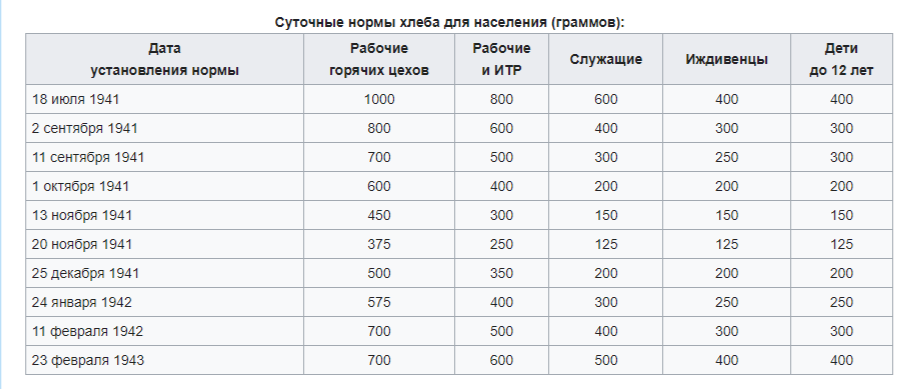 Суточные нормы хлеба для населения (граммов):
Дата установления нормы | Рабочие горячих цехов | Рабочие и ИТР | Служащие | Иждивенцы | Дети до 12 лет
18 июля 1941 | 1000 | 800 | 600 | 400 | 400
2 сентября 1941 | 800 | 600 | 400 | 300 | 300
11 сентября 1941 | 700 | 500 | 300 | 250 | 300
1 октября 1941 | 600 | 400 | 200 | 200 | 200
13 ноября 1941 | 450 | 300 | 150 | 150 | 150
20 ноября 1941 | 375 | 250 | 125 | 125 | 125
25 декабря 1941 | 500 | 350 | 200 | 200 | 200
24 января 1942 | 575 | 400 | 300 | 250 | 250
11 февраля 1942 | 700 | 500 | 400 | 300 | 300
23 февраля 1943 | 700 | 600 | 500 | 400 | 400